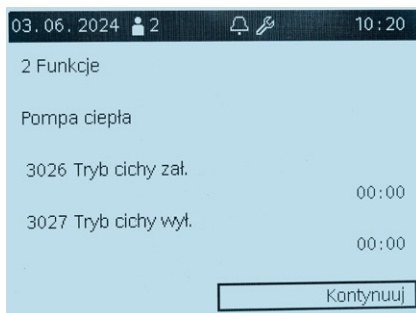 03.06.2024 2 10:20
2 Funkcje
Pompa ciepła
3026 Tryb cichy zał.
00:00
3027 Tryb cichy wył.
00:00
Kontynuuj